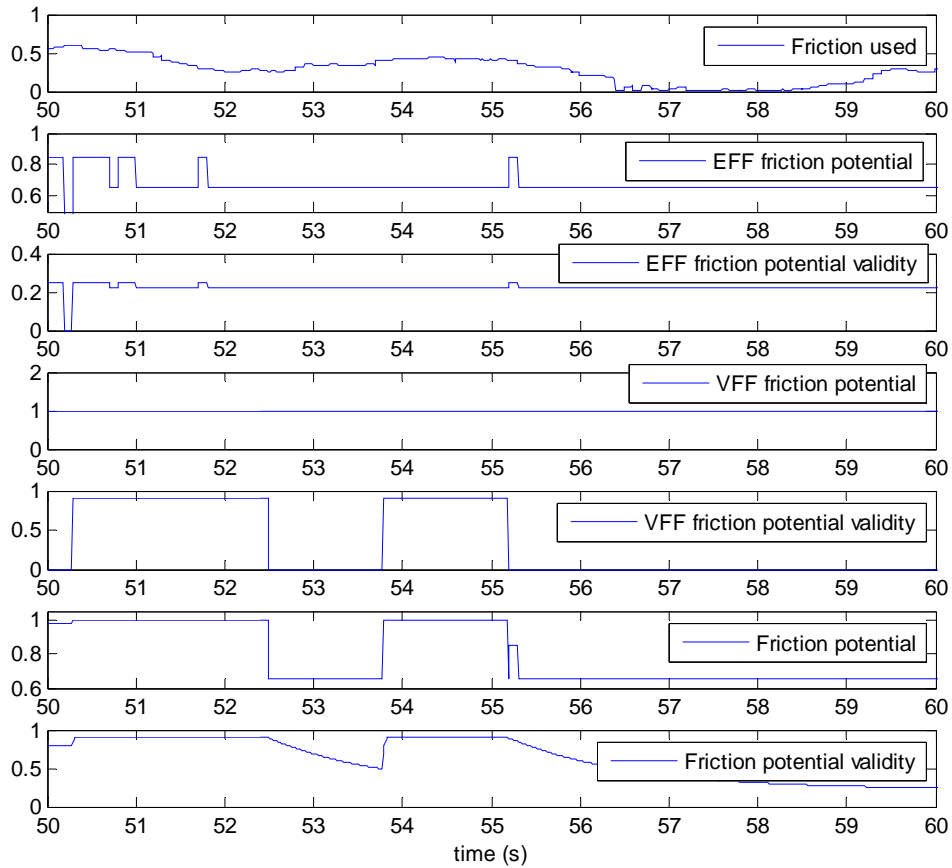 1
Friction used
0.5
0
50 51 52 53 54 55 56 57 58 59 60
1
EFF friction potential
0.8
0.6
50 51 52 53 54 55 56 57 58 59 60
0.4
EFF friction potential validity
0.2
0
50 51 52 53 54 55 56 57 58 59 60
2
VFF friction potential
1
0
50 51 52 53 54 55 56 57 58 59 60
1
VFF friction potential validity
0.5
0
50 51 52 53 54 55 56 57 58 59 60
1
Friction potential
0.8
0.6
50 51 52 53 54 55 56 57 58 59 60
1
Friction potential validity
0.5
0
50 51 52 53 54 55 56 57 58 59 60
time (s)